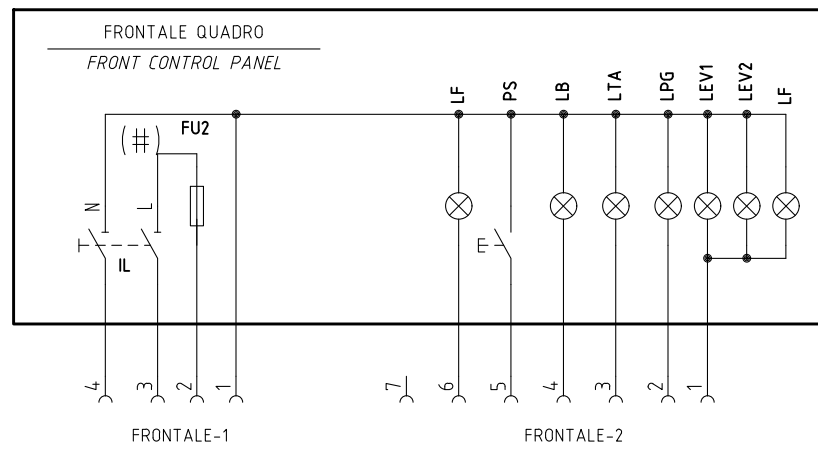 FRONTALE QUADRO
FRONT CONTROL PANEL
LF PS LB LTA LPG LEV1 LEV2 LF
(#) FU2
N L
IL
4 3 2 1 7 6 5 4 3 2 1
FRONTALE-1 FRONTALE-2